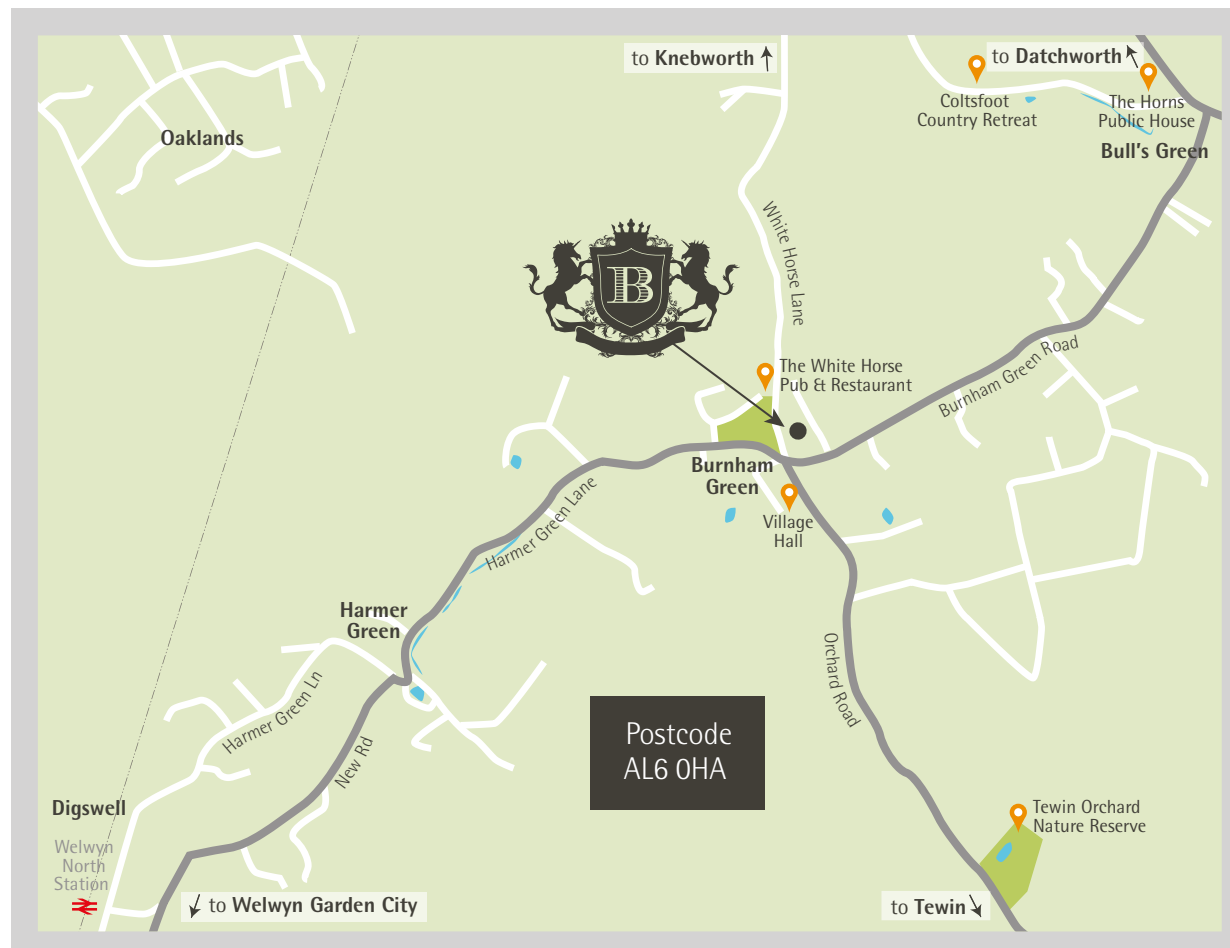 to Knebworth
to Datchworth
Coltsfoot
Country Retreat
The Horns
Public House
Bull's Green
Oaklands
White Horse Lane
B
The White Horse
Pub & Restaurant
Burnham Green Road
Burnham
Green
Village
Hall
Harmer Green Lane
Harmer
Green
Orchard Road
Harmer Green Ln
New Rd
Postcode
AL6 0HA
Digswell
Welwyn
North
Station
Tewin Orchard
Nature Reserve
to Welwyn Garden City
to Tewin